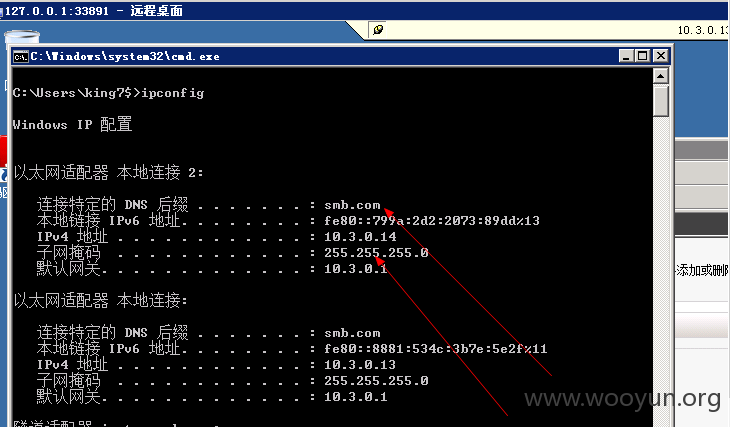 127.0.0.1:33891 - 远程桌面
10.3.0.13
C:\Windows\system32\cmd.exe
C:\Users\king7$>ipconfig
Windows IP 配置
以太网适配器 本地连接 2:
连接特定的 DNS 后缀 . . . . . . . : smb.com
本地链接 IPv6 地址. . . . . . . . : fe80::799a:2d2:2073:89dd%13
IPv4 地址 . . . . . . . . . . . . : 10.3.0.14
子网掩码 . . . . . . . . . . . . : 255.255.255.0
默认网关. . . . . . . . . . . . . : 10.3.0.1
添加或删除
以太网适配器 本地连接:
连接特定的 DNS 后缀 . . . . . . . : smb.com
本地链接 IPv6 地址. . . . . . . . : fe80::8881:534c:3b7e:5e2f%11
IPv4 地址 . . . . . . . . . . . . : 10.3.0.13
子网掩码 . . . . . . . . . . . . : 255.255.255.0
默认网关. . . . . . . . . . . . . : 10.3.0.1
www.wooyun.org